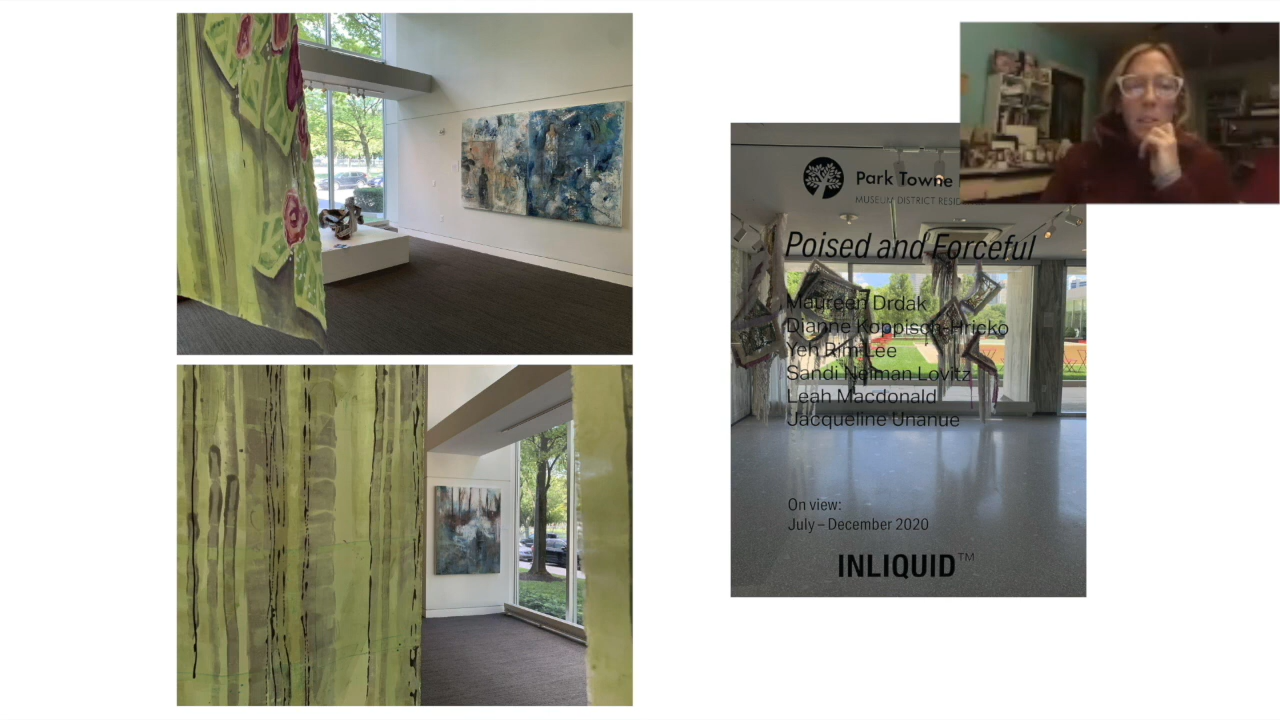 Park Towne
MUSEUM DISTRICT RESID
Poised and Forceful
Maureen Drdak
Dianne Koppisch-Hricko
Yeh Rim Lee
Sandi Neiman Lovitz
Leah Macdonald
Jacqueline Unanue
On view:
July – December 2020
INLIQUID™